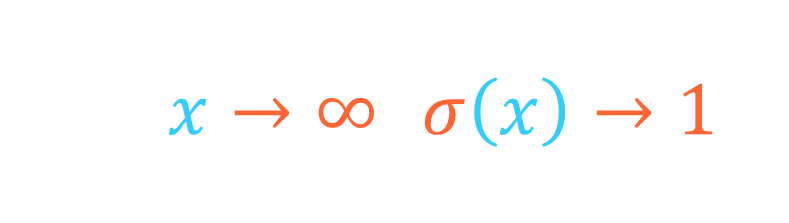 x → ∞ σ(x) → 1